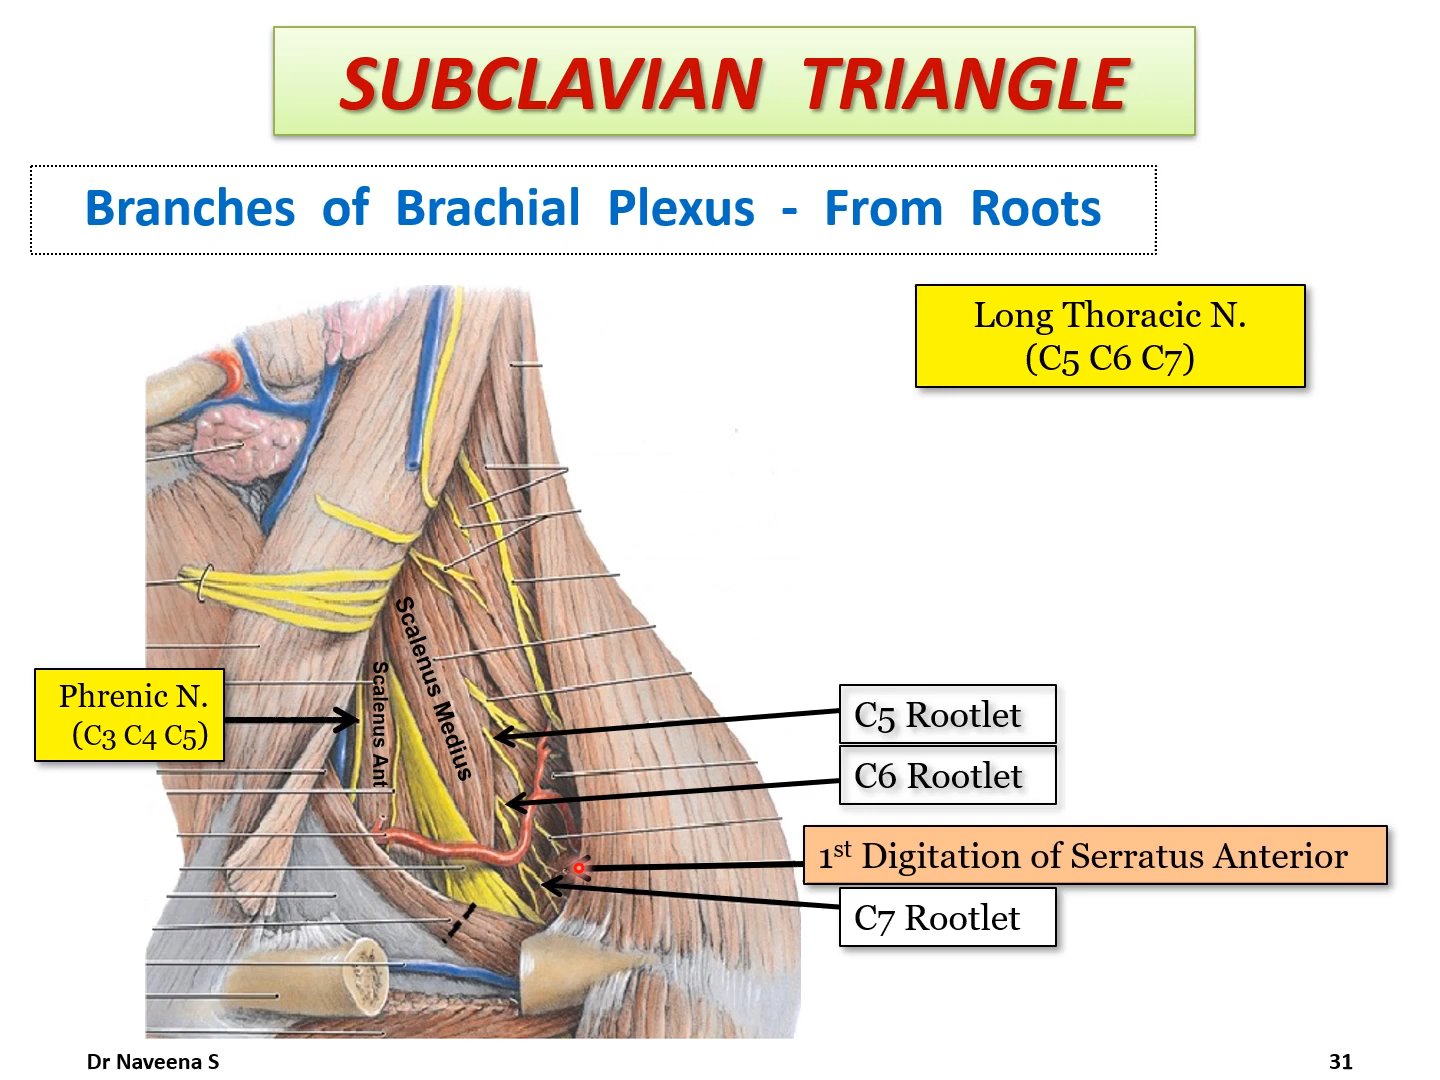 SUBCLAVIAN TRIANGLE
Branches of Brachial Plexus - From Roots
Long Thoracic N.
(C5 C6 C7)
Scalenus Medius
Scalenus Ant
Phrenic N.
(C3 C4 C5)
C5 Rootlet
C6 Rootlet
1st Digitation of Serratus Anterior
C7 Rootlet
Dr Naveena S
31